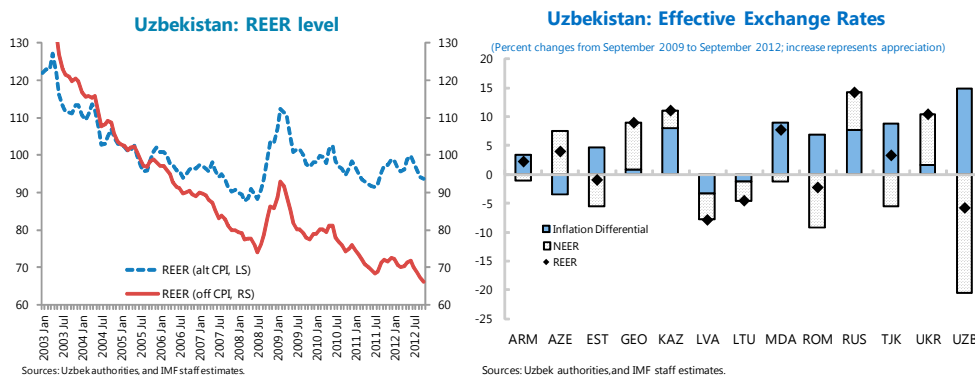 Uzbekistan: REER level
130
120
110
100
90
80
70
60
130
120
110
100
90
80
70
60
REER (alt CPI, LS)
REER (off CPI, RS)
2003 Jan
2003 Jul
2004 Jan
2004 Jul
2005 Jan
2005 Jul
2006 Jan
2006 Jul
2007 Jan
2007 Jul
2008 Jan
2008 Jul
2009 Jan
2009 Jul
2010 Jan
2010 Jul
2011 Jan
2011 Jul
2012 Jan
2012 Jul
Sources: Uzbek authorities, and IMF staff estimates.
Uzbekistan: Effective Exchange Rates
(Percent changes from September 2009 to September 2012; increase represents appreciation)
20
15
10
5
0
-5
-10
-15
-20
-25
Inflation Differential
NEER
REER
ARM AZE EST GEO KAZ LVA LTU MDA ROM RUS TJK UKR UZB
Sources: Uzbek authorities,and IMF staff estimates.